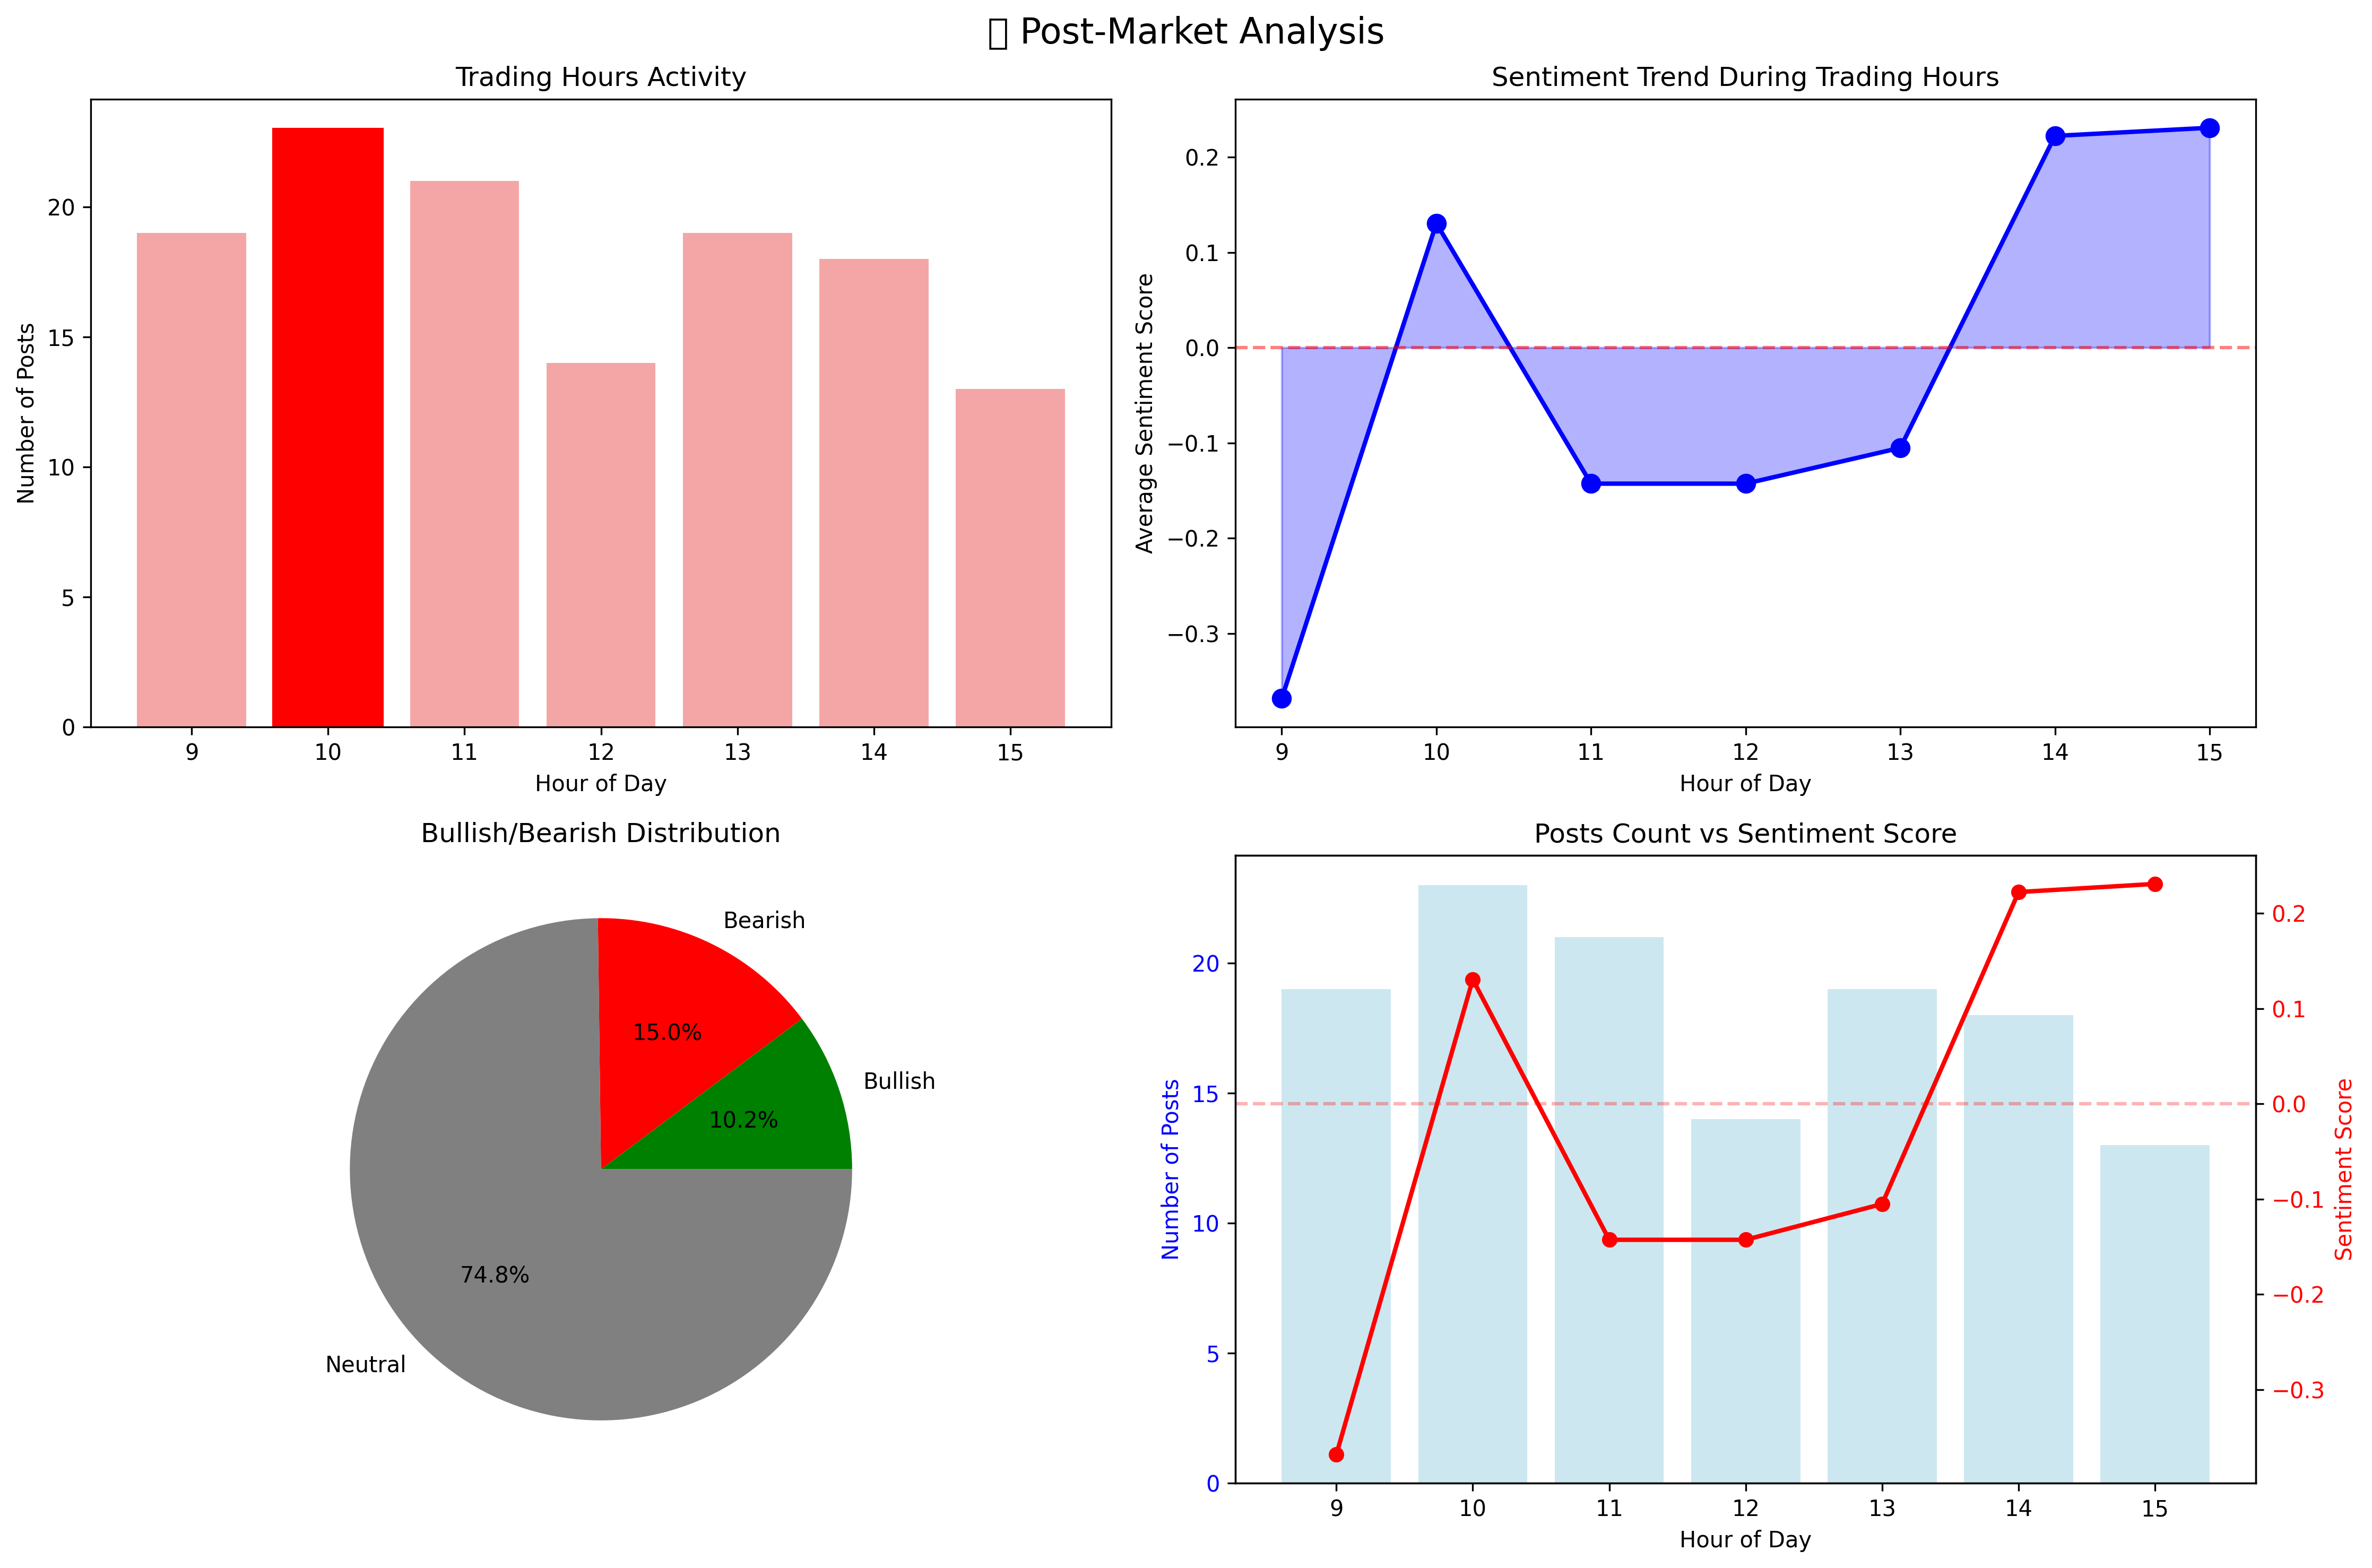 Post-Market Analysis
Trading Hours Activity
Number of Posts
20
15
10
5
0
9 10 11 12 13 14 15
Hour of Day
Sentiment Trend During Trading Hours
Average Sentiment Score
0.2
0.1
0.0
−0.1
−0.2
−0.3
9 10 11 12 13 14 15
Hour of Day
Bullish/Bearish Distribution
Bearish
15.0%
Bullish
10.2%
74.8%
Neutral
Posts Count vs Sentiment Score
Number of Posts
20
15
10
5
0
0.2
0.1
0.0
−0.1
−0.2
−0.3
Sentiment Score
9 10 11 12 13 14 15
Hour of Day